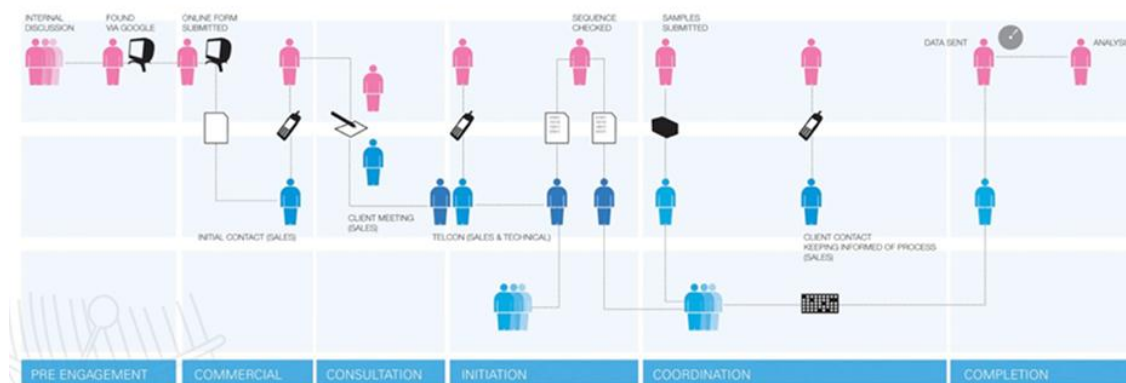 INTERNAL
DISCUSSION
FOUND
VIA GOOGLE
ONLINE FORM
SUBMITTED
SEQUENCE
CHECKED
SAMPLES
SUBMITTED
DATA SENT
ANALYSI
CLIENT MEETING
(SALES)
INITIAL CONTACT (SALES)
TELCON (SALES & TECHNICAL)
CLIENT CONTACT
KEEPING INFORMED OF PROCESS
(SALES)
PRE ENGAGEMENT
COMMERCIAL
CONSULTATION
INITIATION
COORDINATION
COMPLETION